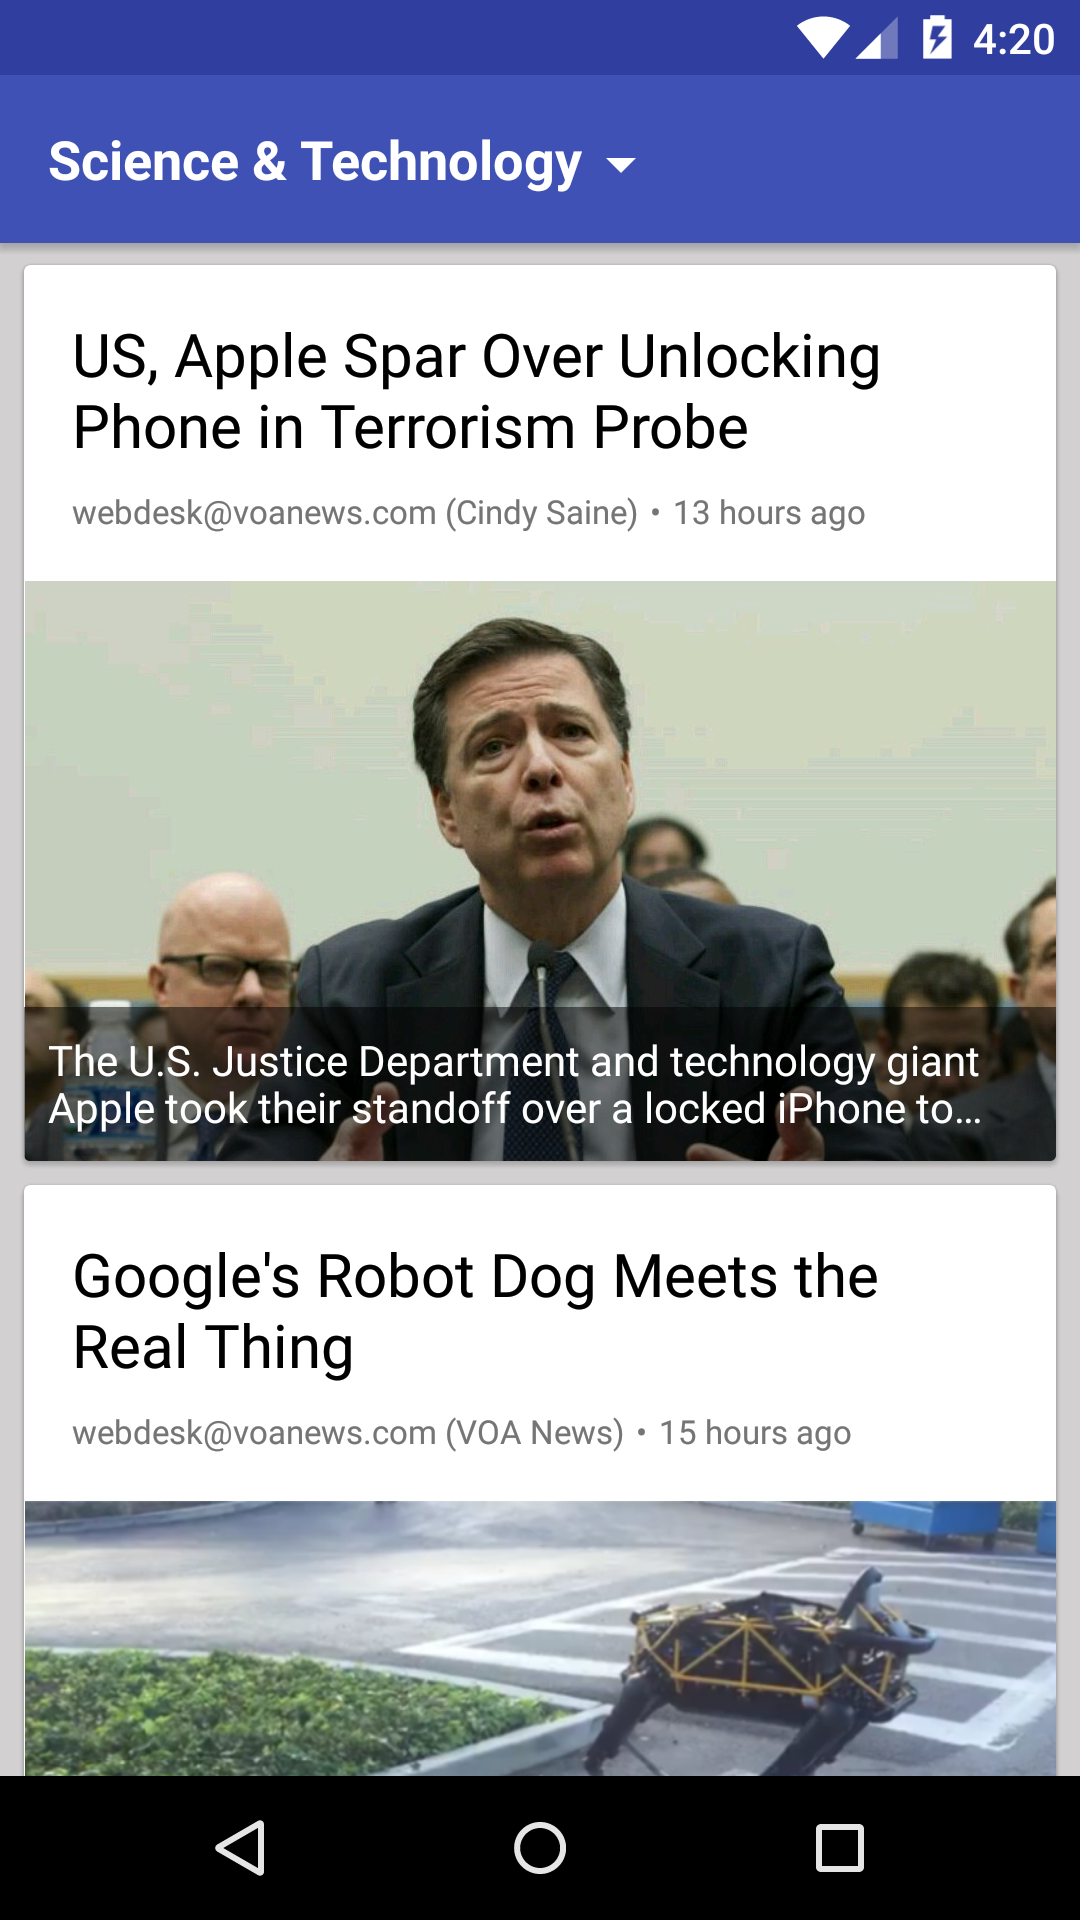 4:20
Science & Technology
US, Apple Spar Over Unlocking
Phone in Terrorism Probe
webdesk@voanews.com (Cindy Saine) • 13 hours ago
The U.S. Justice Department and technology giant
Apple took their standoff over a locked iPhone to...
Google's Robot Dog Meets the
Real Thing
webdesk@voanews.com (VOA News) • 15 hours ago